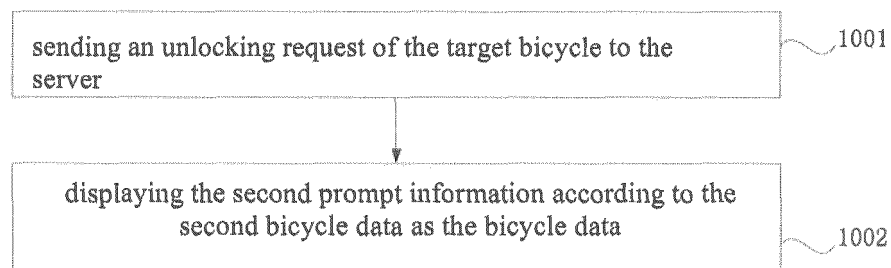 sending an unlocking request of the target bicycle to the
server
1001
displaying the second prompt information according to the
second bicycle data as the bicycle data
1002